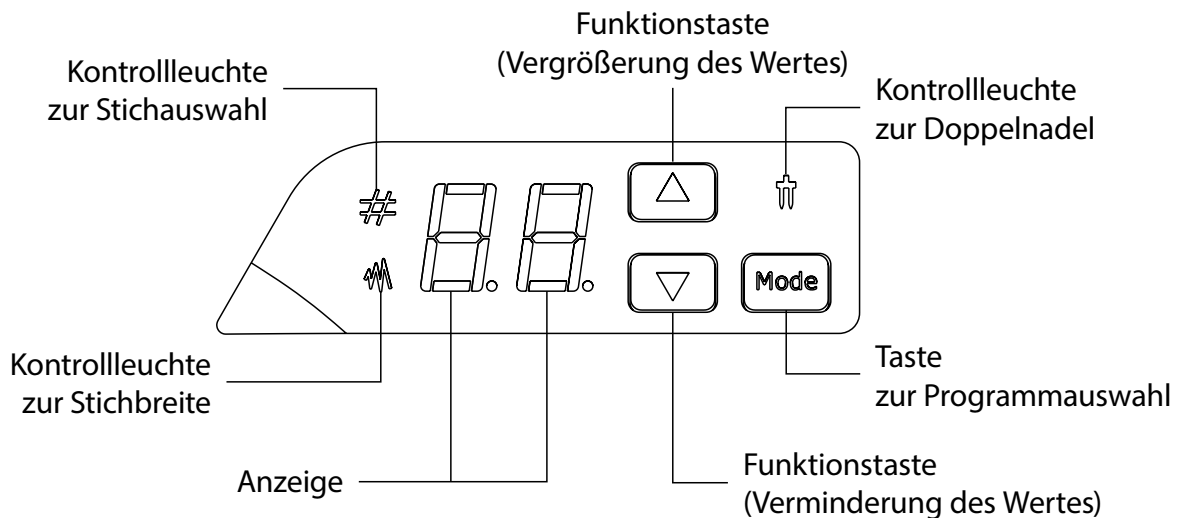 Funktionstaste
(Vergrößerung des Wertes)
Kontrollleuchte
zur Stichauswahl
Kontrollleuchte
zur Doppelnadel
Mode
Kontrollleuchte
zur Stichbreite
Taste
zur Programmauswahl
Anzeige
Funktionstaste
(Verminderung des Wertes)